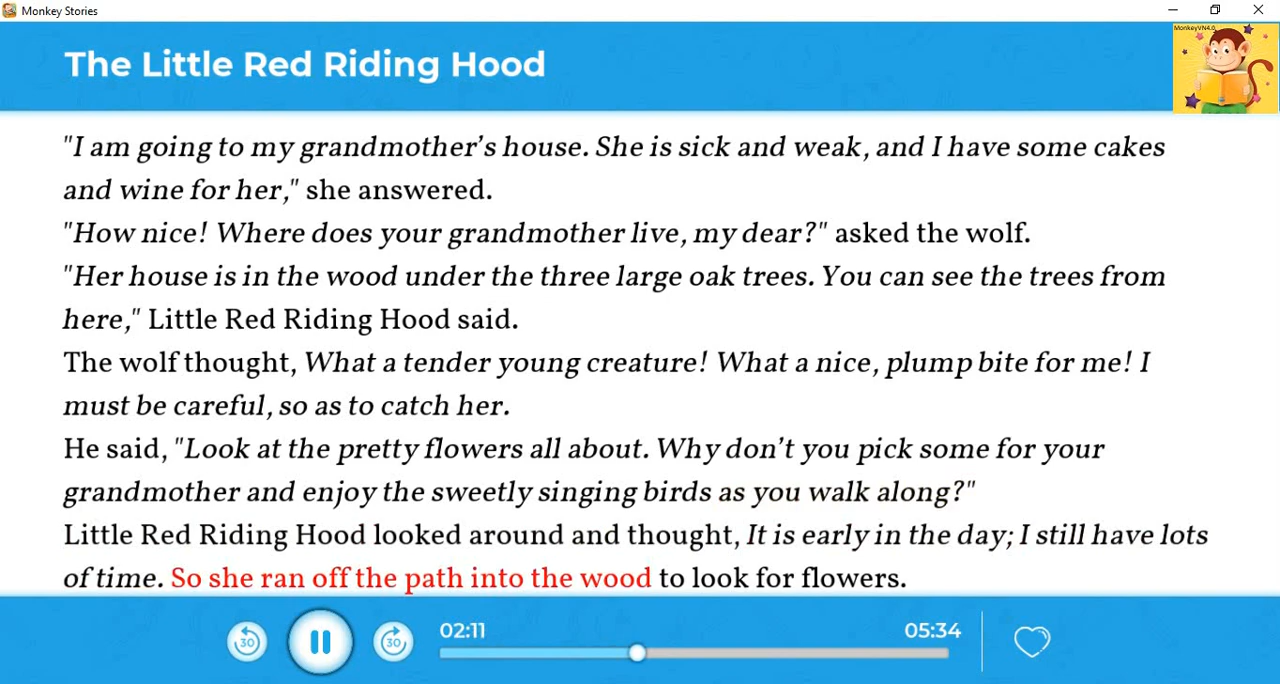 Monkey Stories
The Little Red Riding Hood
MonkeyVN4.6
"I am going to my grandmother’s house. She is sick and weak, and I have some cakes
and wine for her," she answered.
"How nice! Where does your grandmother live, my dear?" asked the wolf.
"Her house is in the wood under the three large oak trees. You can see the trees from
here," Little Red Riding Hood said.
The wolf thought, What a tender young creature! What a nice, plump bite for me! I
must be careful, so as to catch her.
He said, "Look at the pretty flowers all about. Why don’t you pick some for your
grandmother and enjoy the sweetly singing birds as you walk along?"
Little Red Riding Hood looked around and thought, It is early in the day; I still have lots
of time. So she ran off the path into the wood to look for flowers.
30
30
02:11
05:34